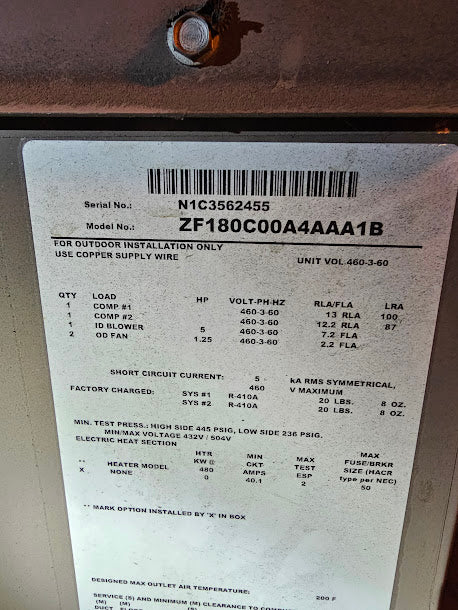 Serial No.: N1C3562455
Model No.: ZF180C00A4AAA1B
FOR OUTDOOR INSTALLATION ONLY
USE COPPER SUPPLY WIRE UNIT VOL.460-3-60
QTY LOAD HP VOLT-PH-HZ RLA/FLA LRA
1 COMP #1 460-3-60 13 RLA 100
1 COMP #2 460-3-60 12.2 RLA 87
1 ID BLOWER 5 460-3-60 7.2 FLA
2 OD FAN 1.25 460-3-60 2.2 FLA
SHORT CIRCUIT CURRENT: 5 kA RMS SYMMETRICAL,
460 V MAXIMUM
FACTORY CHARGED: SYS #1 R-410A 20 LBS. 8 OZ.
SYS #2 R-410A 20 LBS. 8 OZ.
MIN. TEST PRESS.: HIGH SIDE 445 PSIG, LOW SIDE 236 PSIG.
MIN/MAX VOLTAGE 432V / 504V
ELECTRIC HEAT SECTION
HTR MIN MAX MAX
KW @ CKT TEST FUSE/BRKR
** HEATER MODEL 480 AMPS ESP SIZE (HACR
X NONE 0 40.1 2 type per NEC)
50
** MARK OPTION INSTALLED BY 'X' IN BOX
DESIGNED MAX OUTLET AIR TEMPERATURE: 200 F
SERVICE (S) AND MINIMUM (M) CLEARANCE TO
(M) (M)